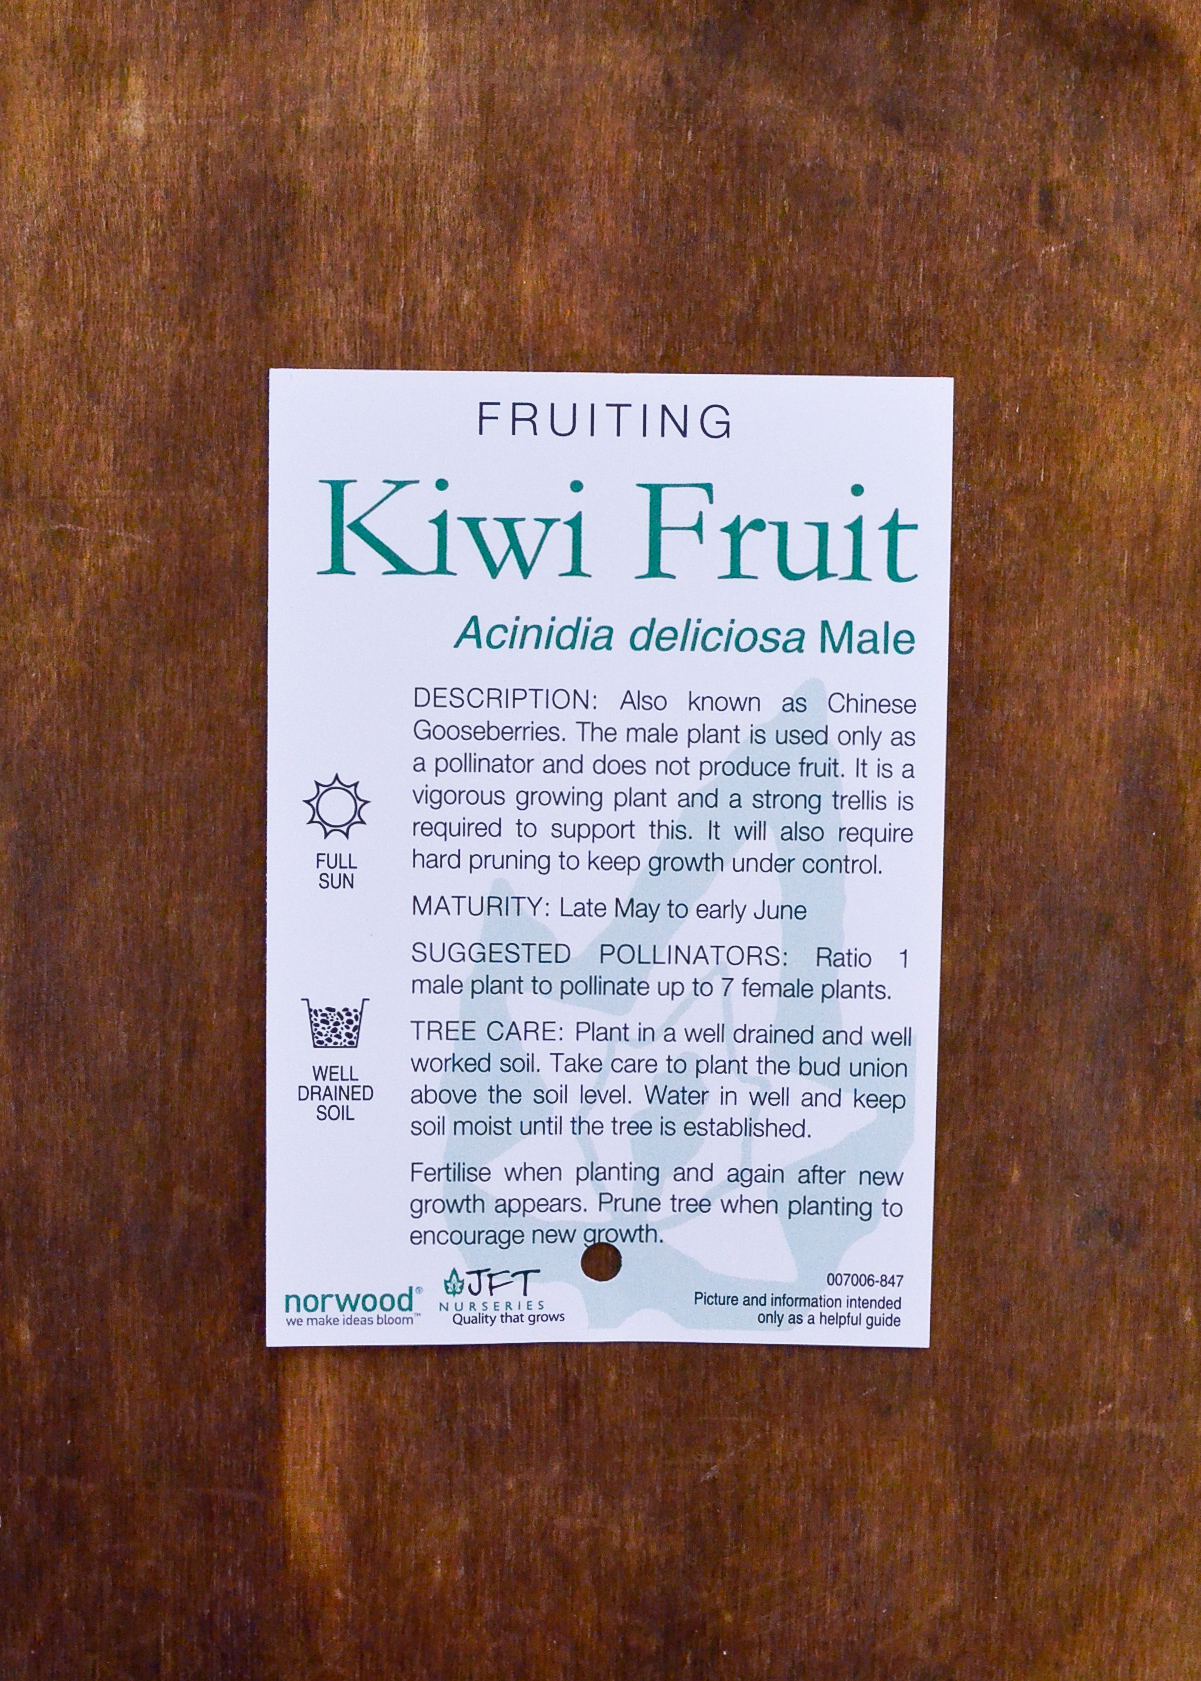 FRUITING
Kiwi Fruit
Acinidia deliciosa Male
DESCRIPTION: Also known as Chinese
Gooseberries. The male plant is used only as
a pollinator and does not produce fruit. It is a
vigorous growing plant and a strong trellis is
required to support this. It will also require
hard pruning to keep growth under control.
FULL
SUN
MATURITY: Late May to early June
SUGGESTED POLLINATORS: Ratio 1
male plant to pollinate up to 7 female plants.
TREE CARE: Plant in a well drained and well
worked soil. Take care to plant the bud union
above the soil level. Water in well and keep
soil moist until the tree is established.
WELL
DRAINED
SOIL
Fertilise when planting and again after new
growth appears. Prune tree when planting to
encourage new growth.
norwood®
we make ideas bloom™
JFT
NURSERIES
Quality that grows
007006-847
Picture and information intended
only as a helpful guide